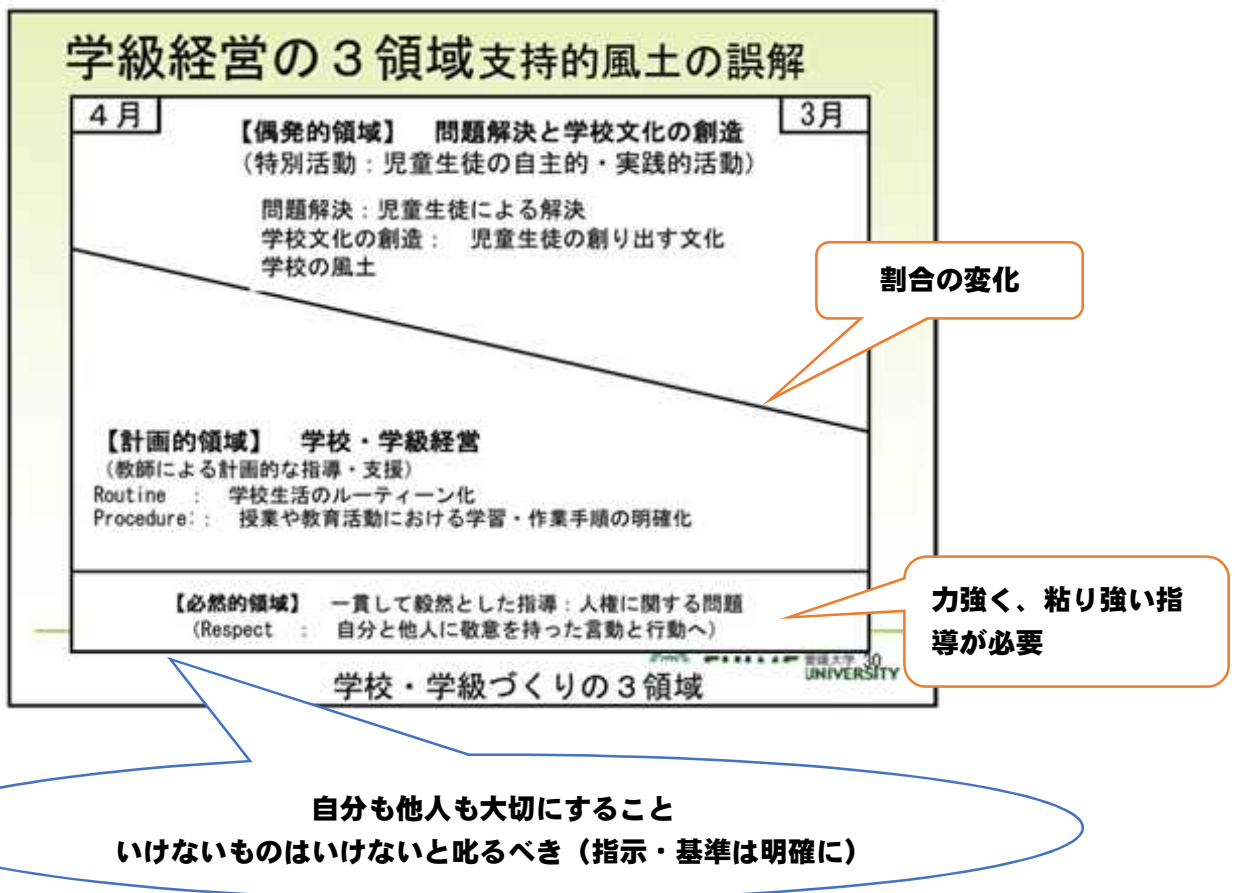 学級経営の３領域支持的風土の誤解
４月
3月
【偶発的領域】　問題解決と学校文化の創造
（特別活動：児童生徒の自主的・実践的活動）
問題解決：児童生徒による解決
学校文化の創造：　児童生徒の創り出す文化
学校の風土
割合の変化
【計画的領域】　学校・学級経営
（教師による計画的な指導・支援）
Routine　：　学校生活のルーティーン化
Procedure：：　授業や教育活動における学習・作業手順の明確化
【必然的領域】　一貫して毅然とした指導：人権に関する問題
(Respect　：　自分と他人に敬意を持った言動と行動へ)
力強く、粘り強い指
導が必要
30
UNIVERSITY
学校・学級づくりの３領域
自分も他人も大切にすること
いけないものはいけないと叱るべき（指示・基準は明確に）